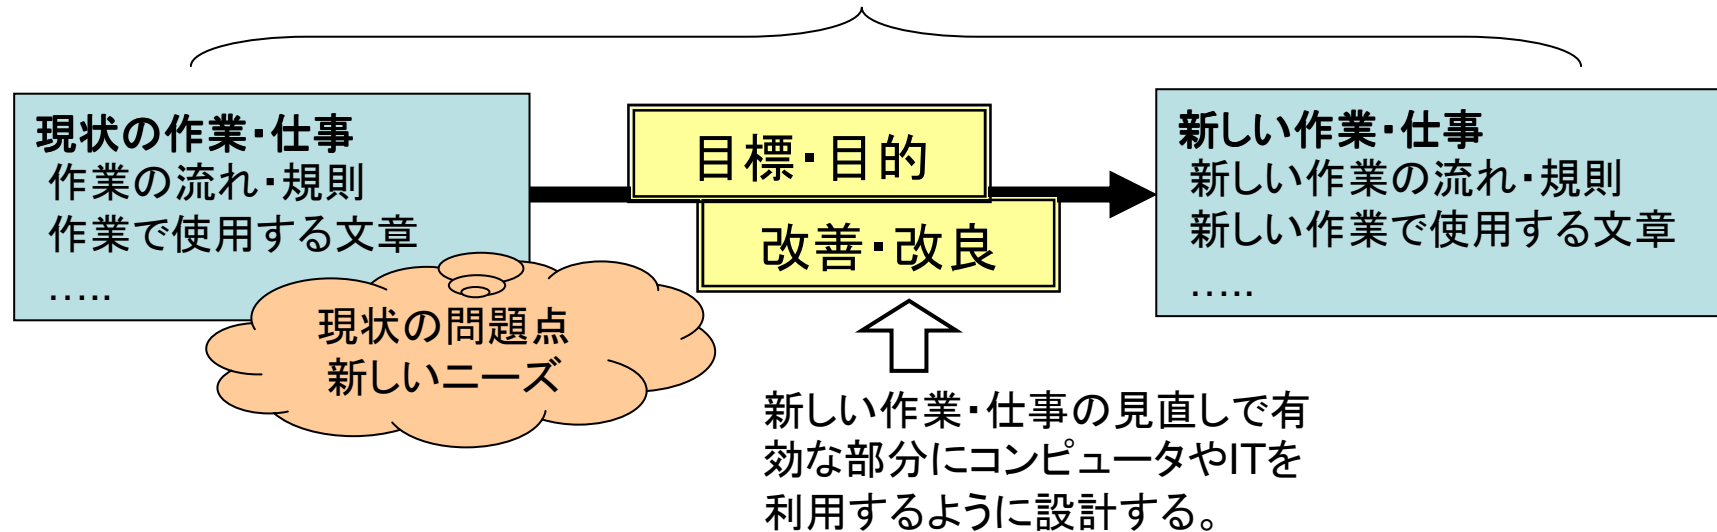 現状の作業・仕事
作業の流れ・規則
作業で使用する文章
…..
現状の問題点
新しいニーズ
目標・目的
改善・改良
新しい作業・仕事の見直しで有
効な部分にコンピュータやITを
利用するように設計する。
新しい作業・仕事
新しい作業の流れ・規則
新しい作業で使用する文章
…..